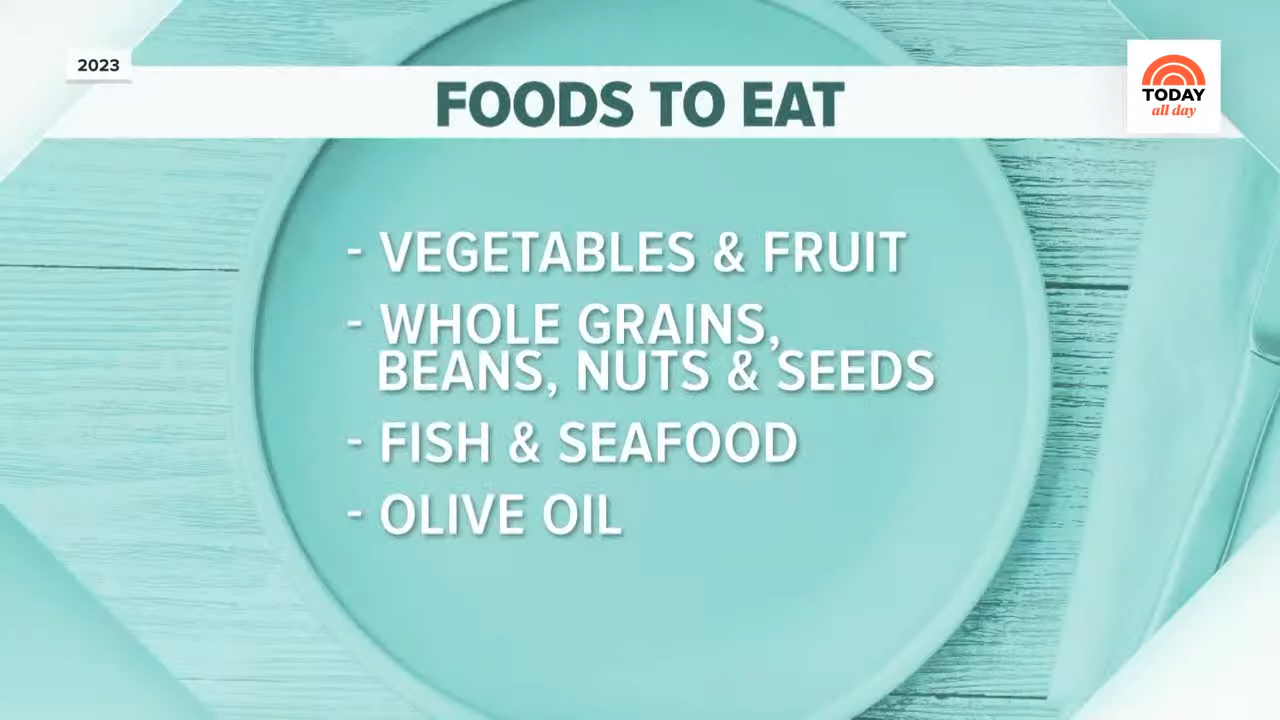 2023
FOODS TO EAT
TODAY
all day
- VEGETABLES & FRUIT
- WHOLE GRAINS,
BEANS, NUTS & SEEDS
- FISH & SEAFOOD
- OLIVE OIL